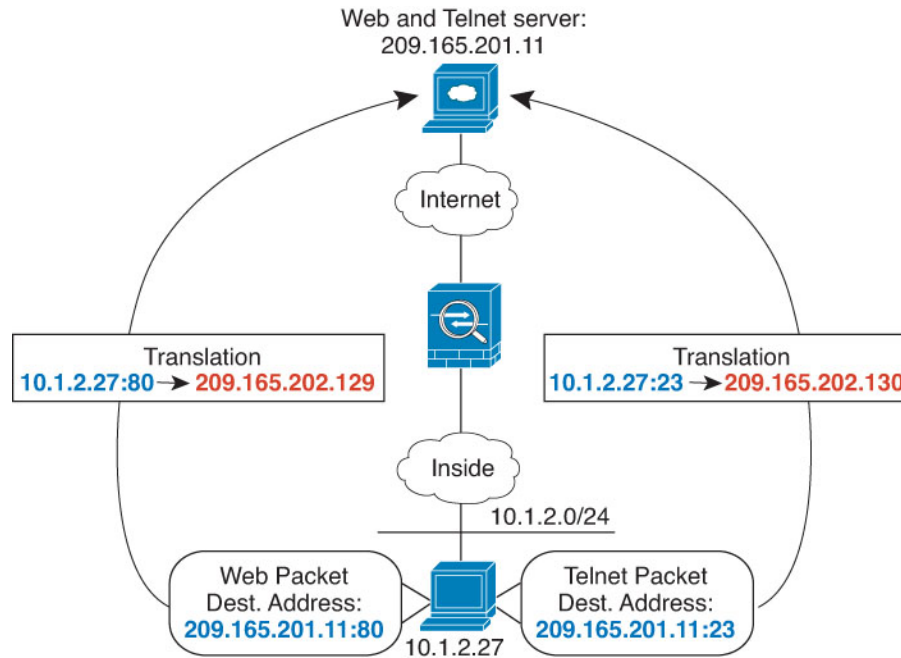 Web and Telnet server:
209.165.201.11
Internet
Translation
10.1.2.27:80 → 209.165.202.129
Translation
10.1.2.27:23 → 209.165.202.130
Inside
10.1.2.0/24
Web Packet
Dest. Address:
209.165.201.11:80
Telnet Packet
Dest. Address:
209.165.201.11:23
10.1.2.27